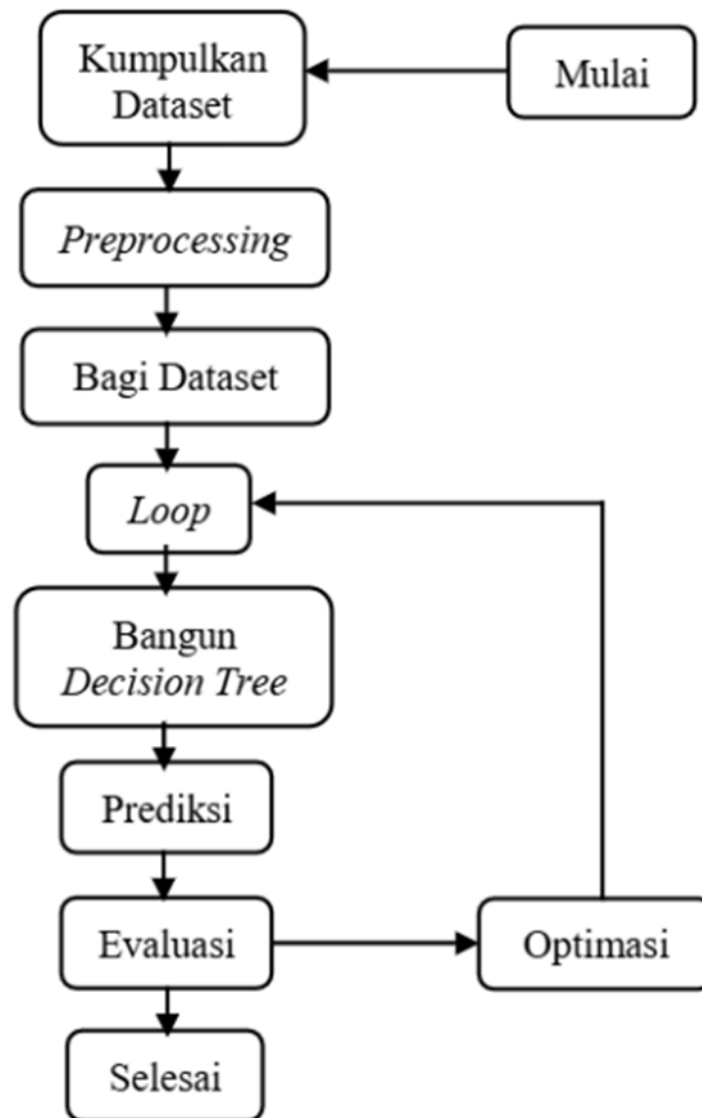 Mulai
Kumpulkan
Dataset
Preprocessing
Bagi Dataset
Loop
Bangun
Decision Tree
Prediksi
Evaluasi
Optimasi
Selesai